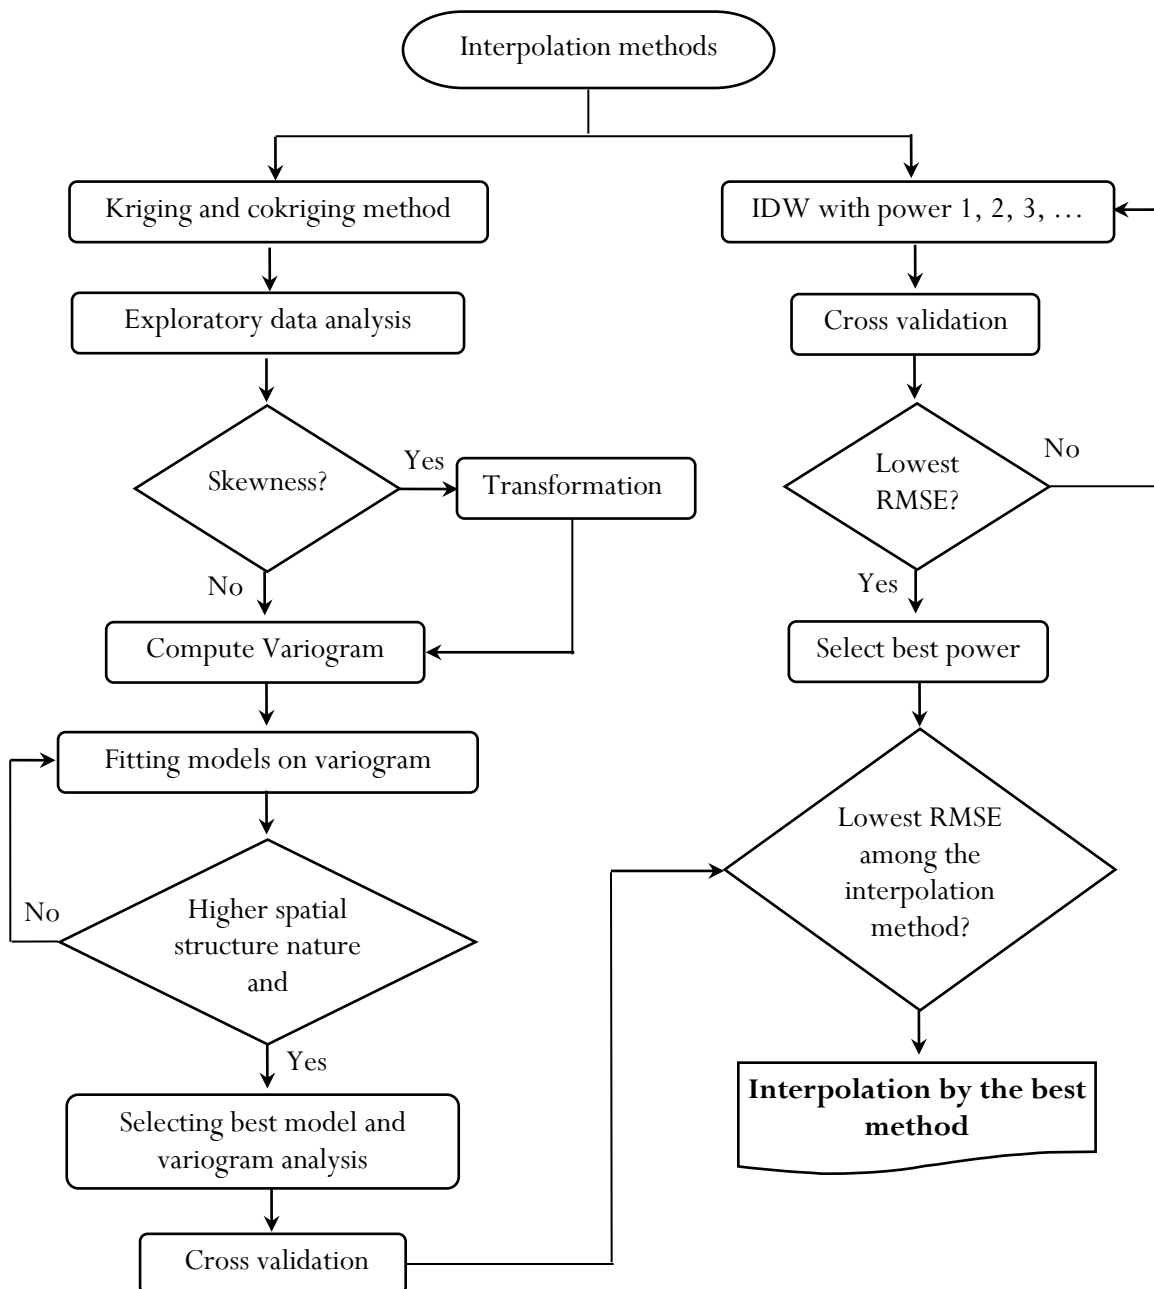 Interpolation methods
Kriging and cokriging method
Exploratory data analysis
Skewness?
Yes
Transformation
No
Compute Variogram
Fitting models on variogram
No
Higher spatial
structure nature
and
Yes
Selecting best model and
variogram analysis
Cross validation
IDW with power 1, 2, 3, …
Cross validation
Lowest
RMSE?
No
Yes
Select best power
Lowest RMSE
among the
interpolation
method?
Interpolation by the best
method